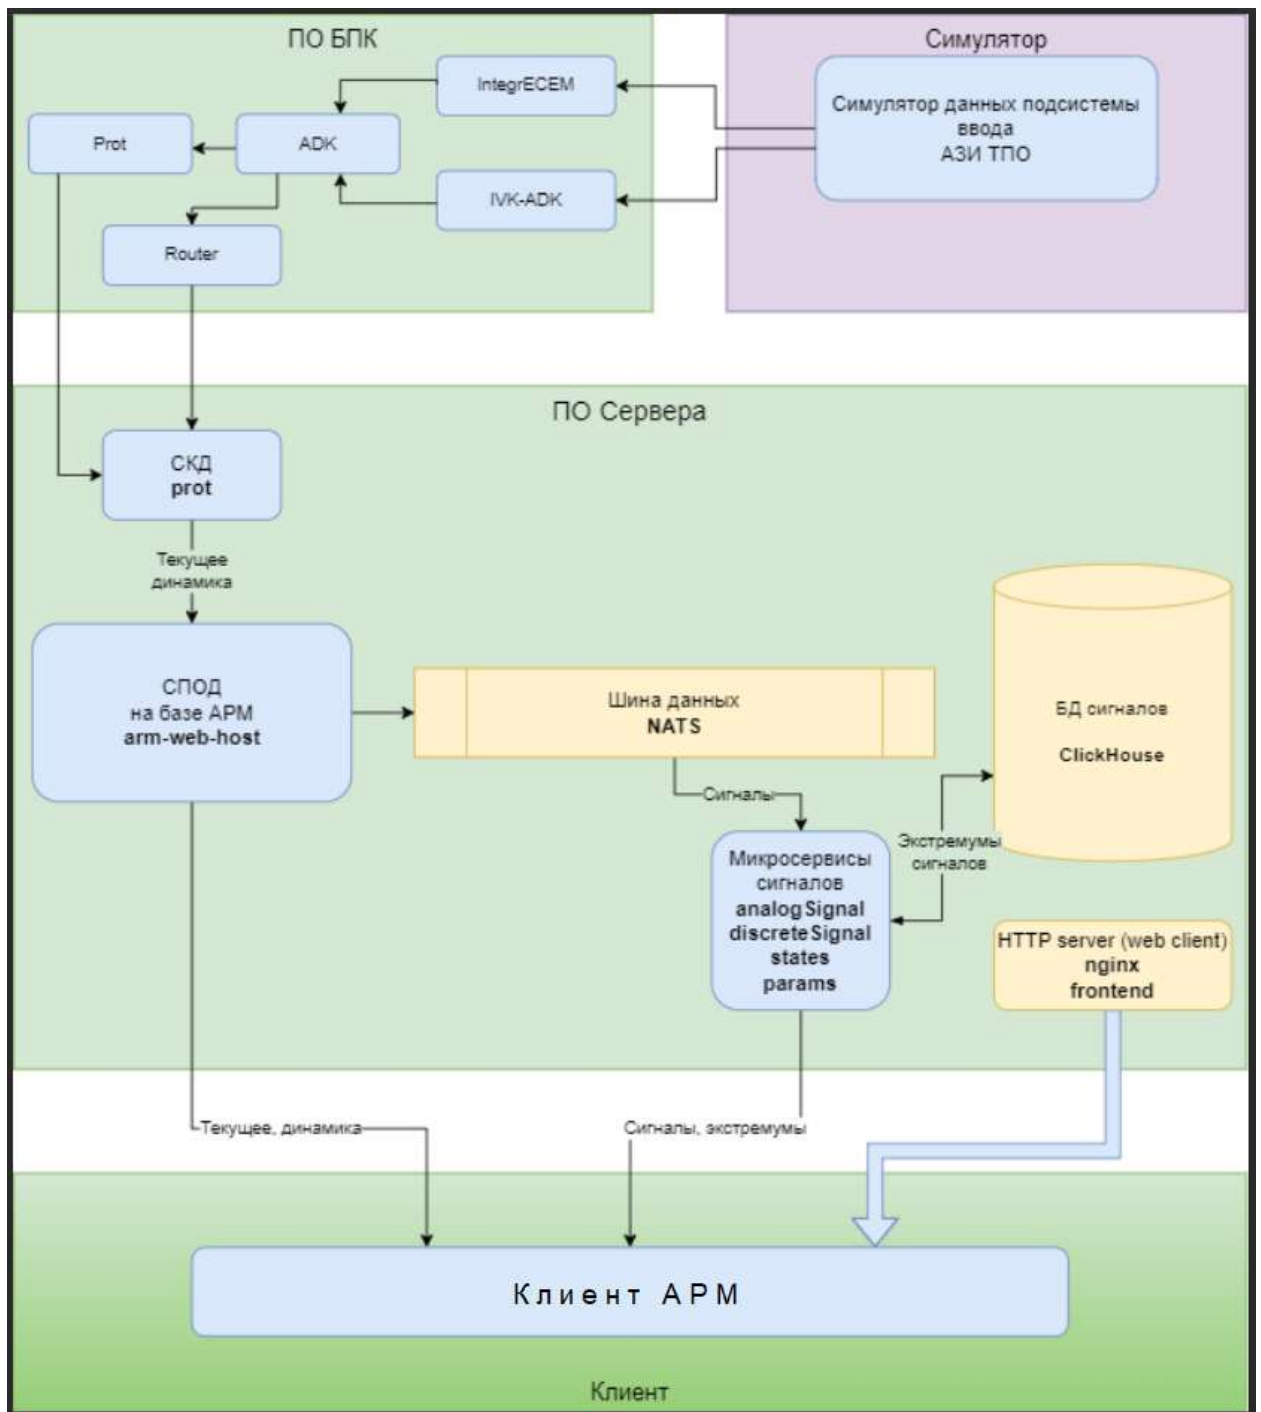 ПО БПК
Симулятор
IntegrECEM
Симулятор данных подсистемы
ввода
АЗИ ТПО
Prot
ADK
IVK-ADK
Router
ПО Сервера
СКД
prot
Текущее
динамика
СПОД
на базе АРМ
arm-web-host
Шина данных
NATS
БД сигналов
ClickHouse
Сигналы
Экстремумы
сигналов
Микросервисы
сигналов
analogSignal
discreteSignal
states
params
HTTP server (web client)
nginx
frontend
Текущее, динамика
Сигналы, экстремумы
Клиент АРМ
Клиент